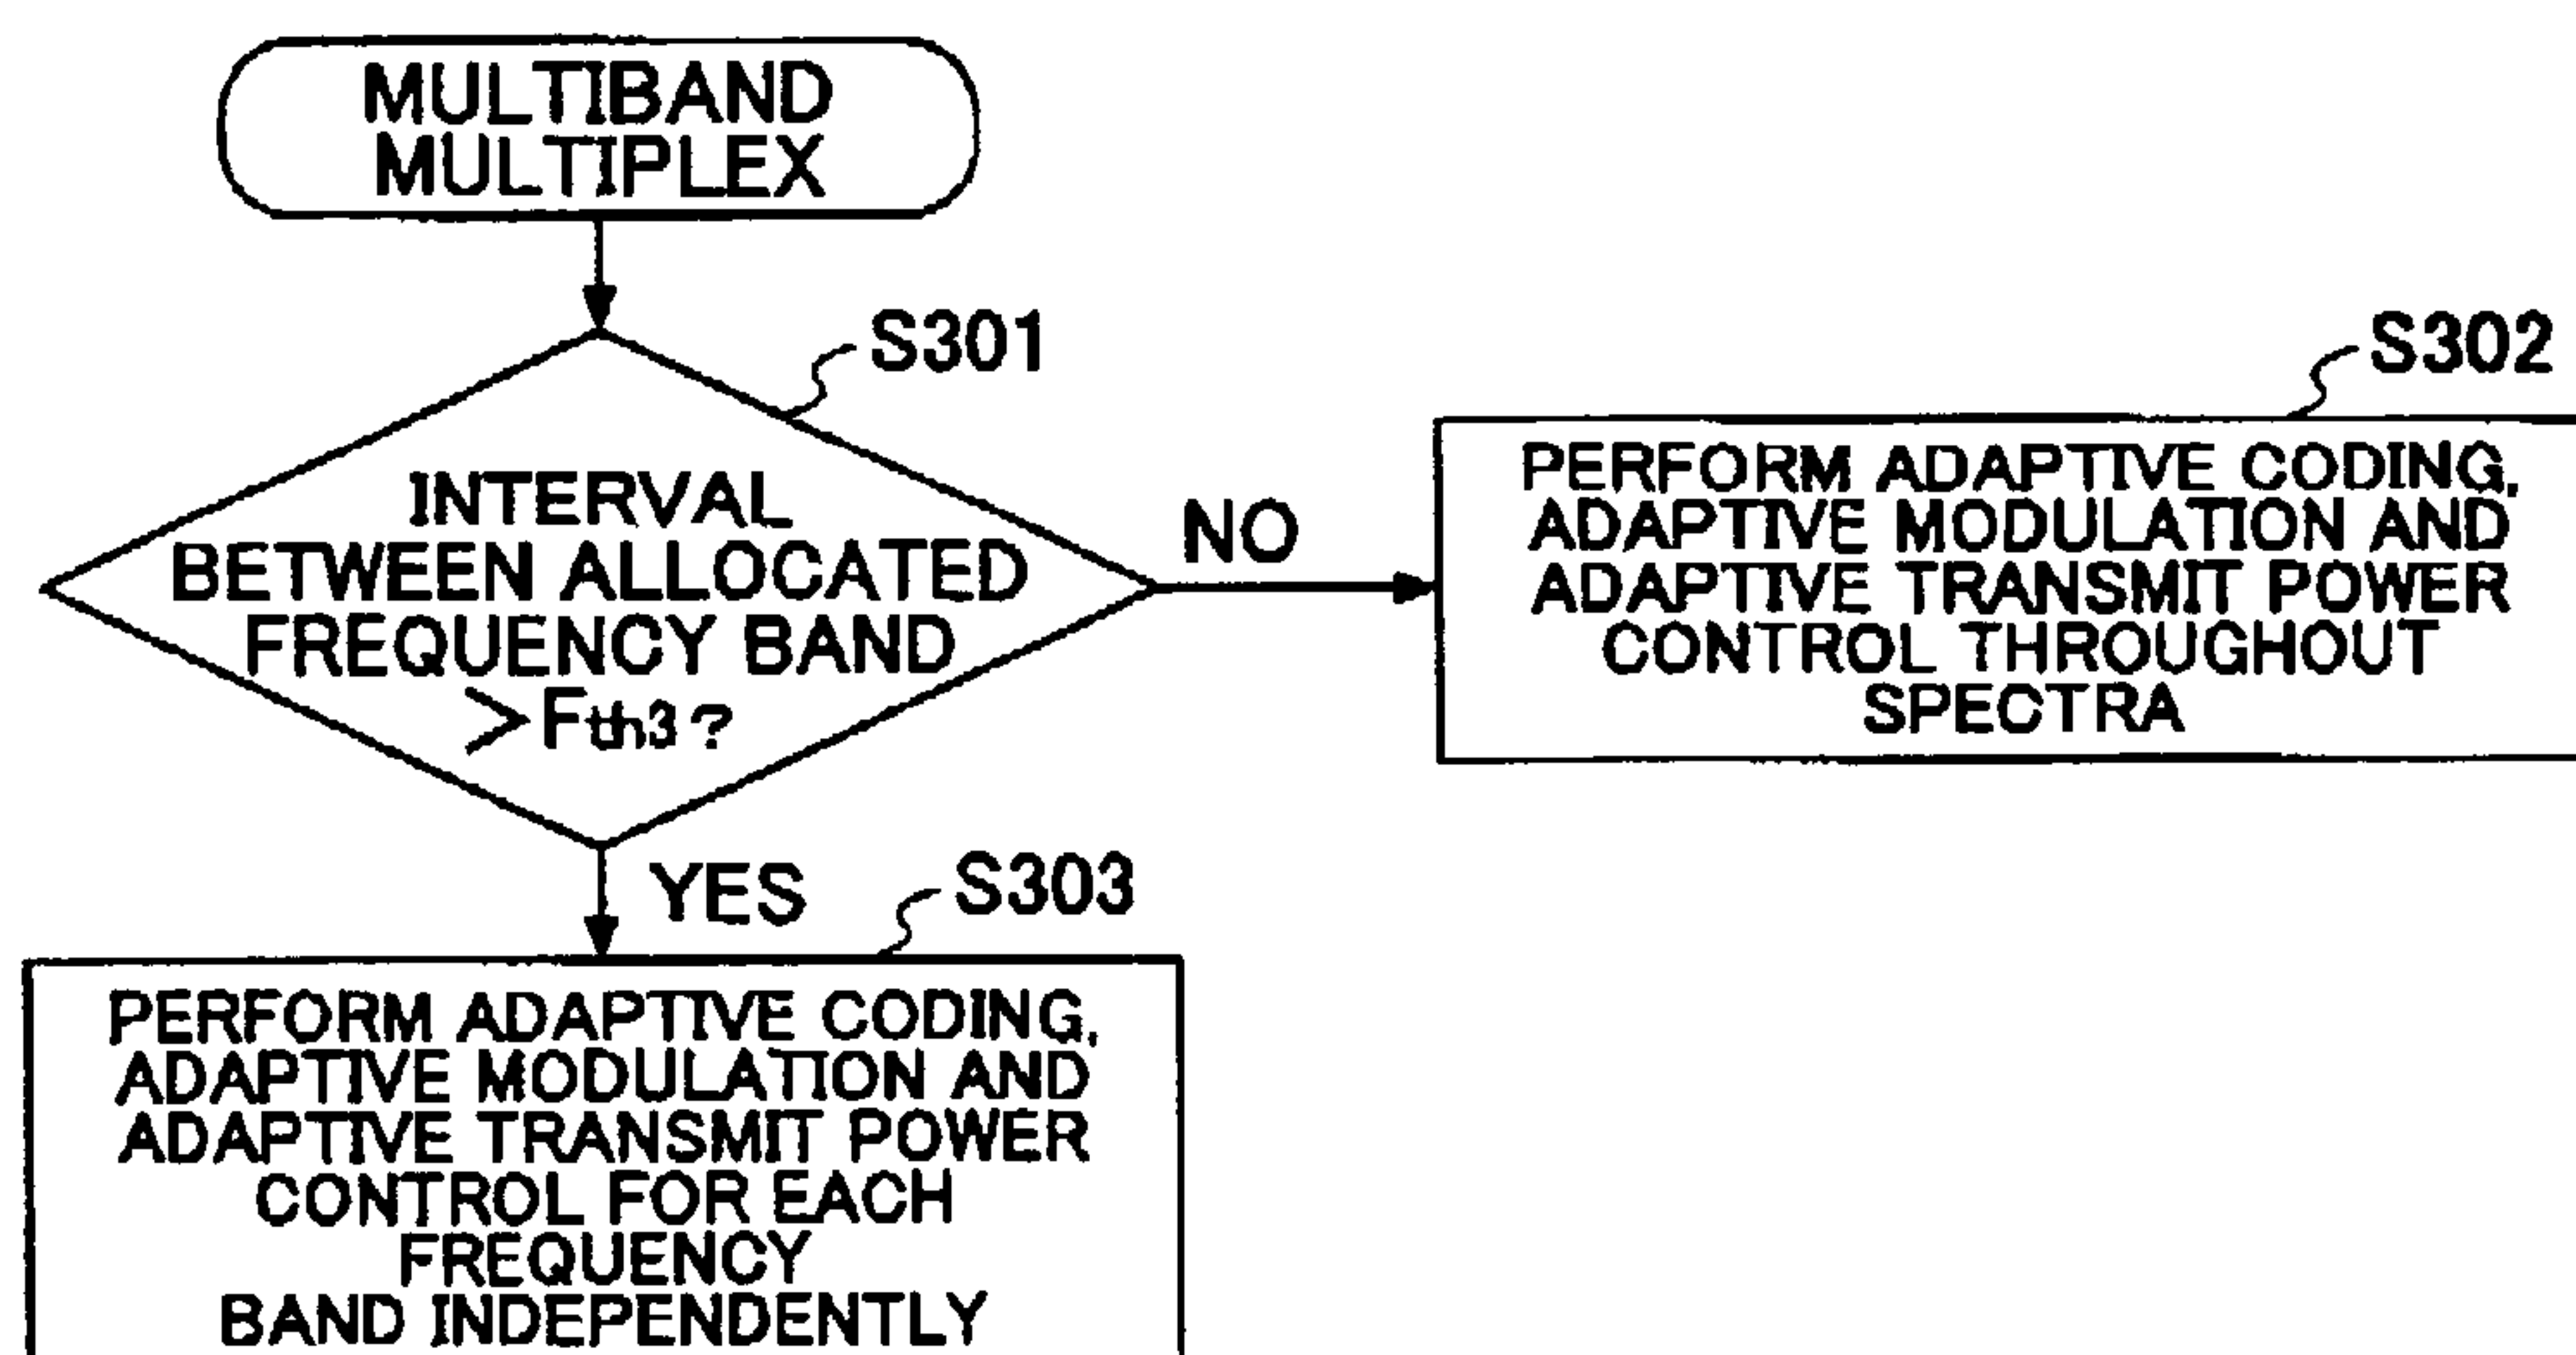 MULTIBAND
MULTIPLEX
S301
INTERVAL
BETWEEN ALLOCATED
FREQUENCY BAND
>Fth3?
NO
S302
PERFORM ADAPTIVE CODING,
ADAPTIVE MODULATION AND
ADAPTIVE TRANSMIT POWER
CONTROL THROUGHOUT
SPECTRA
YES
S303
PERFORM ADAPTIVE CODING,
ADAPTIVE MODULATION AND
ADAPTIVE TRANSMIT POWER
CONTROL FOR EACH
FREQUENCY
BAND INDEPENDENTLY